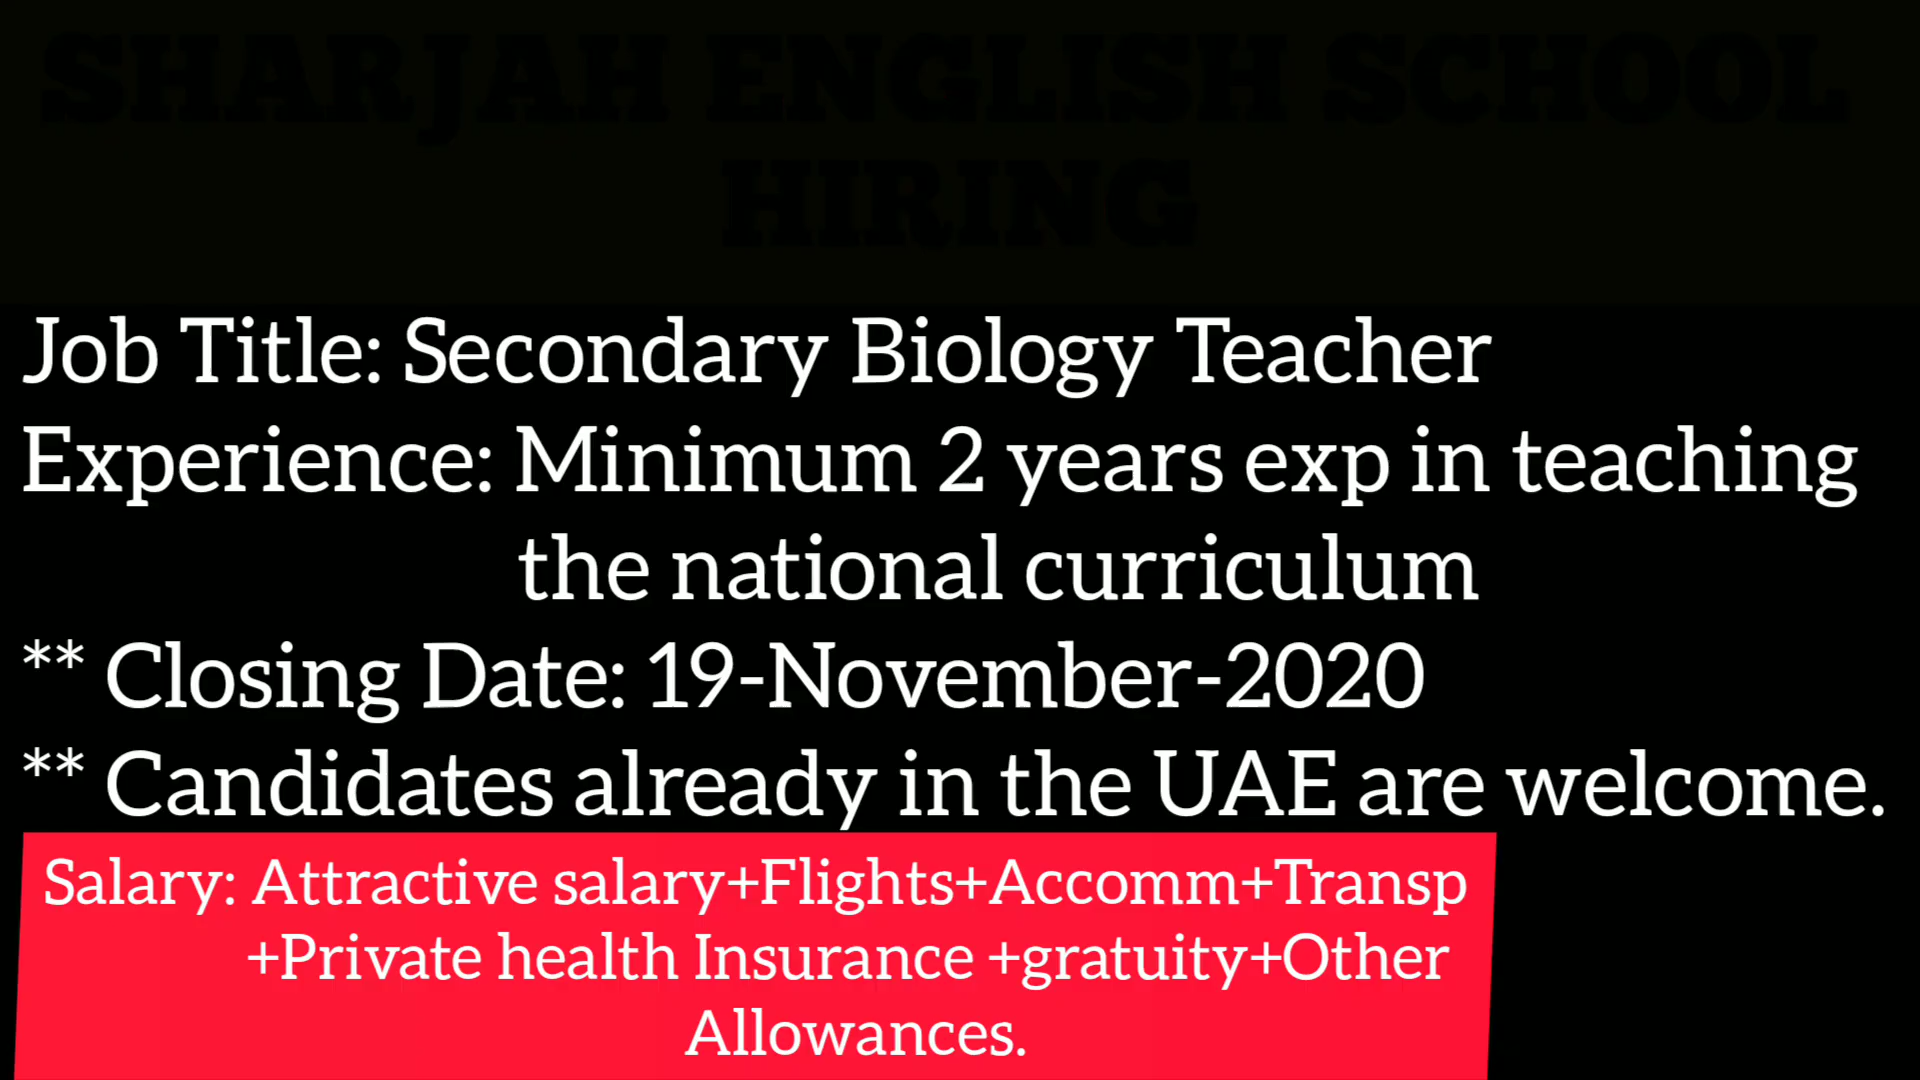 SHARJAH ENGLISH SCHOOL
HIRING
Job Title: Secondary Biology Teacher
Experience: Minimum 2 years exp in teaching
the national curriculum
** Closing Date: 19-November-2020
** Candidates already in the UAE are welcome.
Salary: Attractive salary+Flights+Accomm+Transp
+Private health Insurance +gratuity+Other
Allowances.